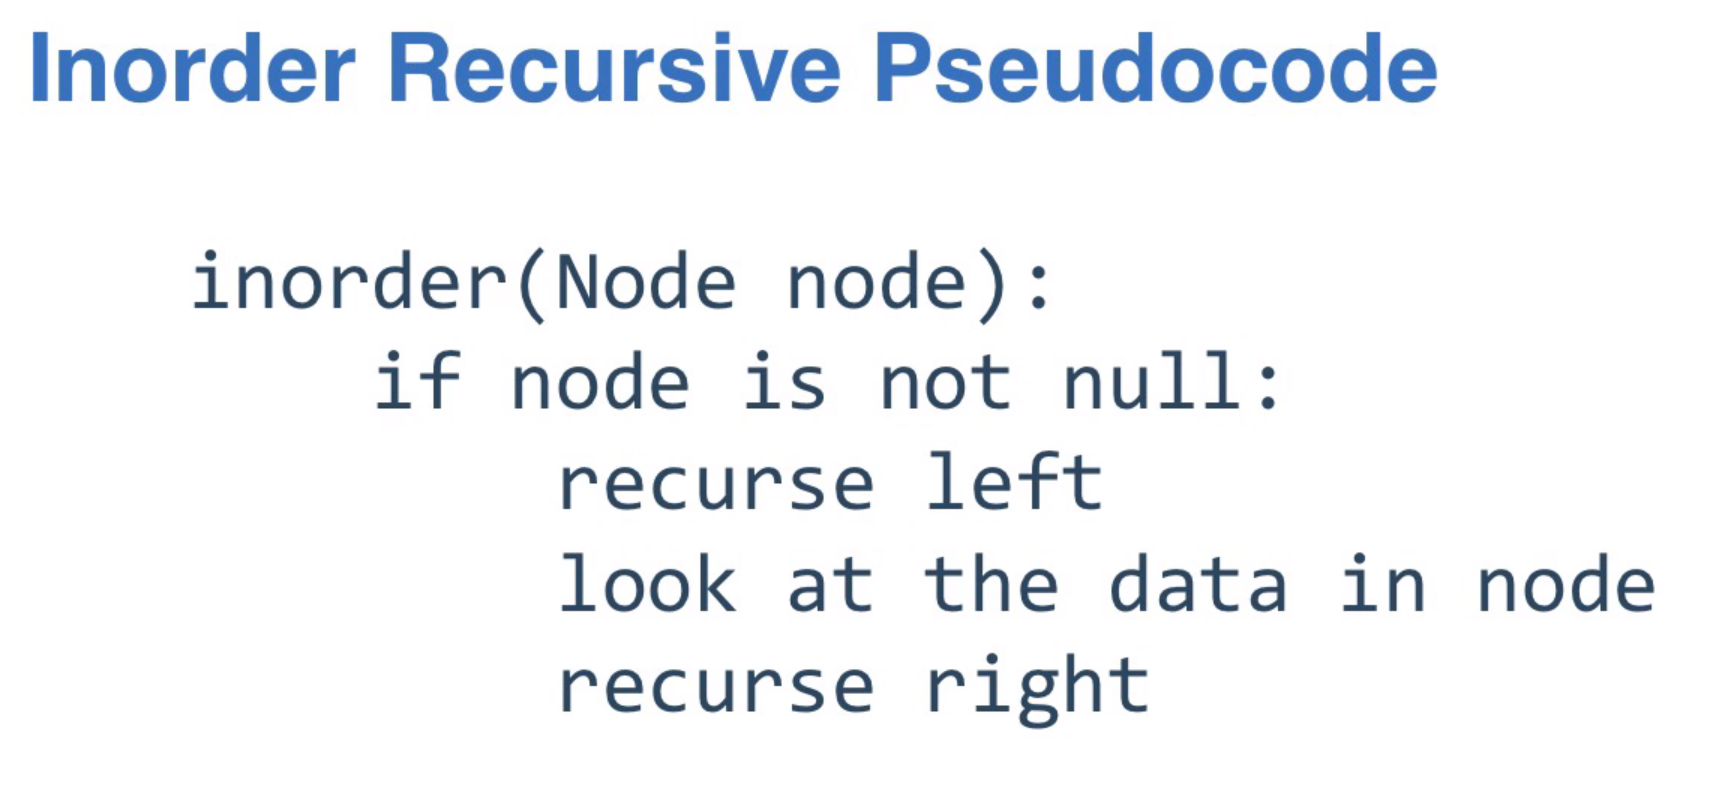 Inorder Recursive Pseudocode
inorder(Node node):
if node is not null:
recurse left
look at the data in node
recurse right